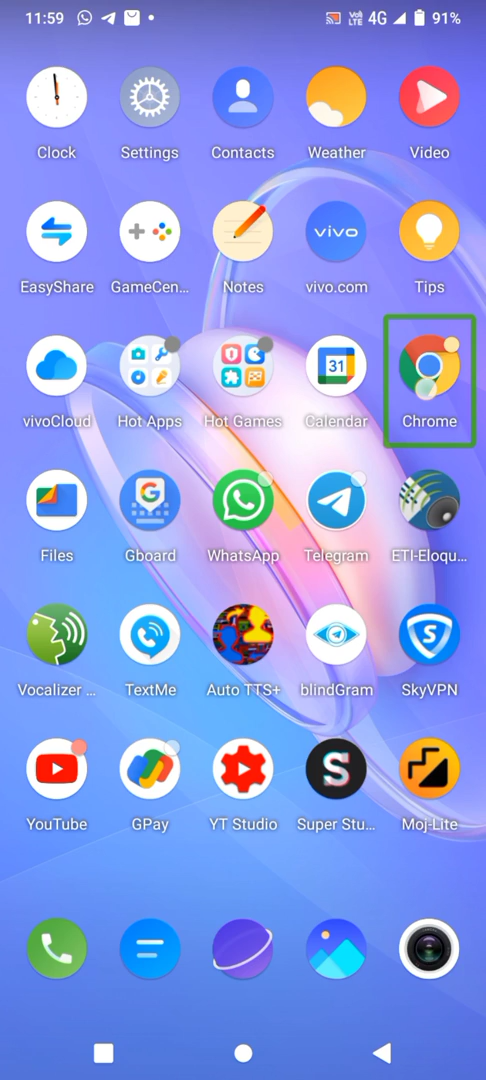 11:59 Vo) LTE 4G 91%
Clock Settings Contacts Weather Video
vivo
EasyShare GameCen... Notes vivo.com Tips
31
vivoCloud Hot Apps Hot Games Calendar Chrome
G
Files Gboard WhatsApp Telegram ETI-Eloqu...
S
Vocalizer ... TextMe Auto TTS+ blindGram SkyVPN
S
YouTube GPay YT Studio Super Stu... Moj-Lite